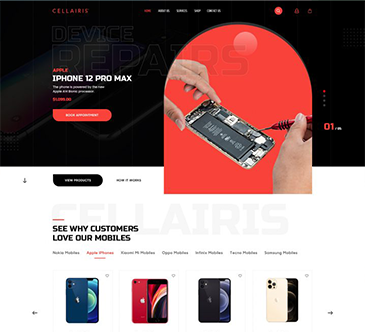 CELLAIRIS
HOME ABOUT US SERVICES SHOP CONTACT US
DEVICE
REPAIRS
APPLE
IPHONE 12 PRO MAX
The phone is powered by the new
Apple A14 Bionic processor.
$1,099.00
BOOK APPOINTMENT
01 / 05.
VIEW PRODUCTS HOW IT WORKS
CELLAIRIS
SEE WHY CUSTOMERS
LOVE OUR MOBILES
Nokia Mobiles Apple iPhones Xiaomi Mi Mobiles Oppo Mobiles Infinix Mobiles Tecno Mobiles Samsung Mobiles